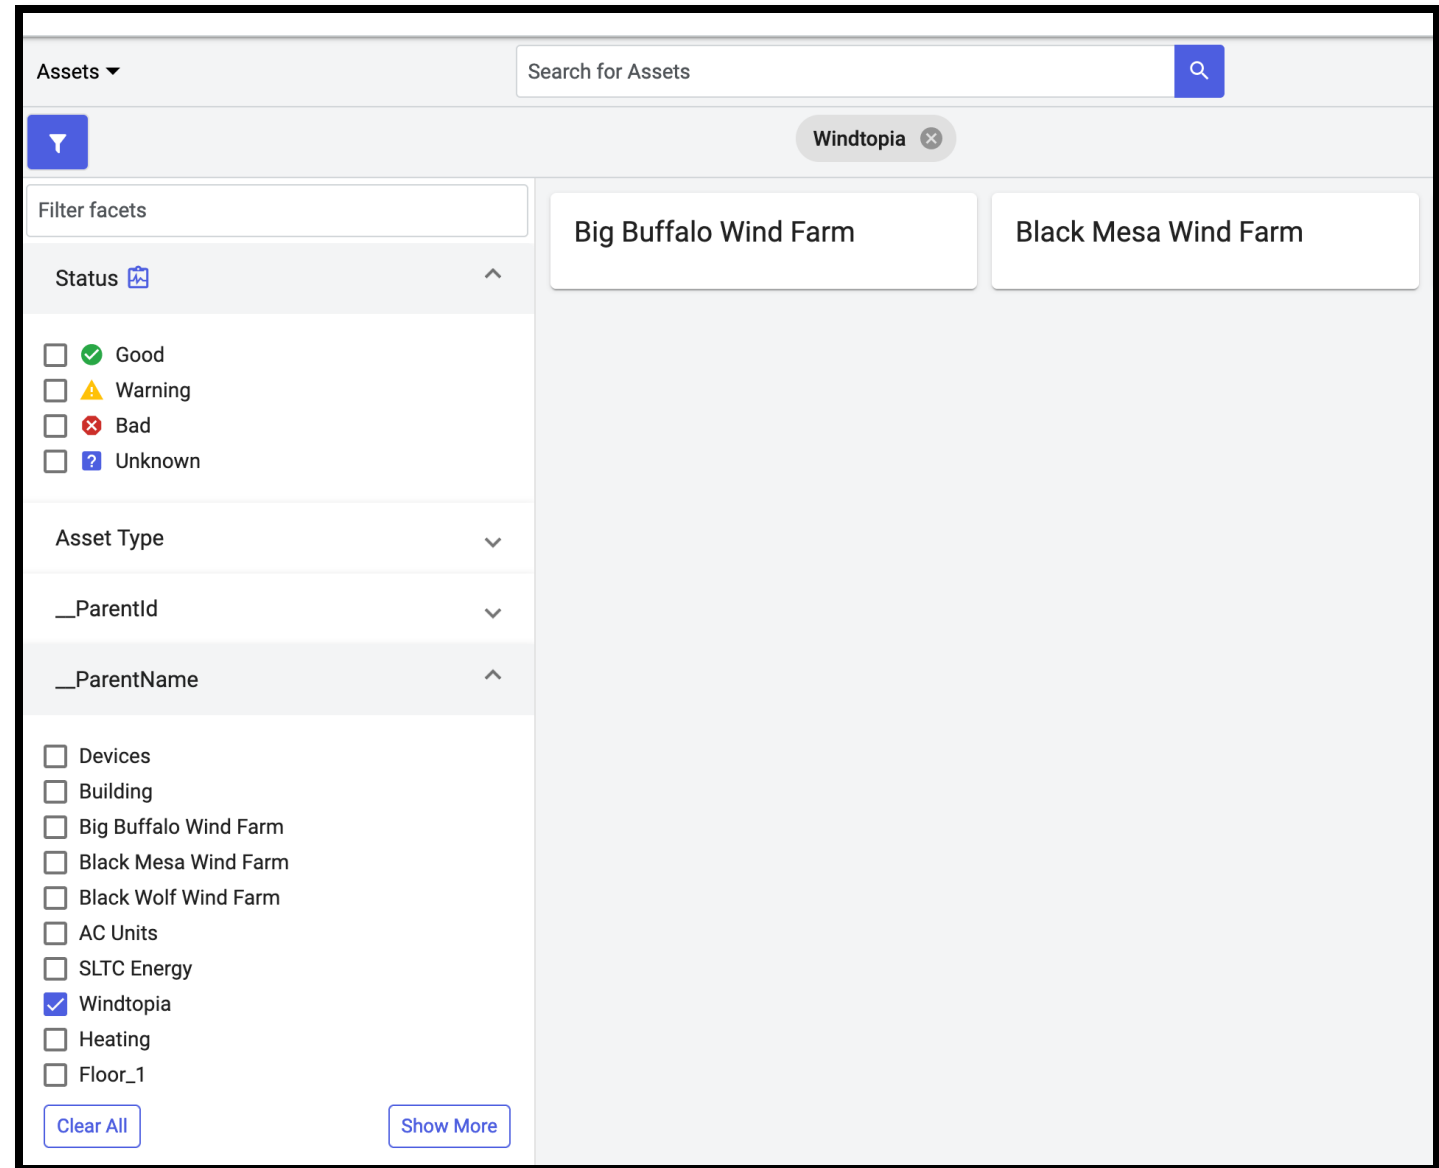 Assets
Search for Assets
Windtopia
Filter facets
Big Buffalo Wind Farm
Black Mesa Wind Farm
Status
Good
Warning
Bad
Unknown
Asset Type
__ParentId
__ParentName
Devices
Building
Big Buffalo Wind Farm
Black Mesa Wind Farm
Black Wolf Wind Farm
AC Units
SLTC Energy
Windtopia
Heating
Floor_1
Clear All
Show More